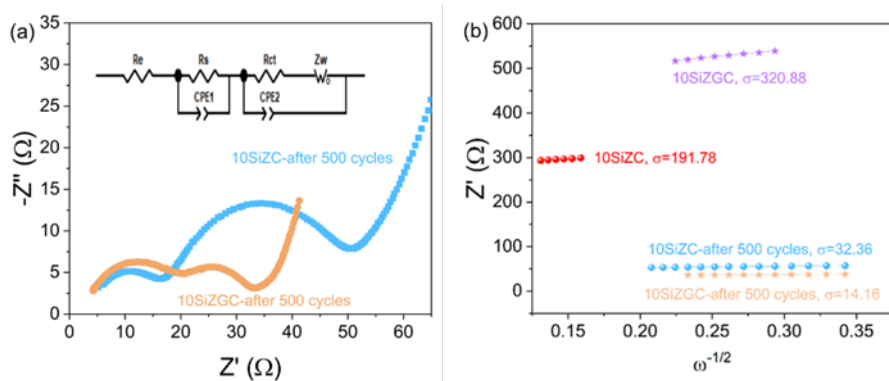 (a)
35
30
25
20
15
10
5
0
-Z'' (Ω)
Re
Rs
Rct
Zw
CPE1
CPE2
10SiZC-after 500 cycles
10SiZGC-after 500 cycles
0 10 20 30 40 50 60
Z' (Ω)
(b)
600
500
400
300
200
100
50
0
Z' (Ω)
10SiZGC, σ=320.88
10SiZC, σ=191.78
10SiZC-after 500 cycles, σ=32.36
10SiZGC-after 500 cycles, σ=14.16
0.15 0.20 0.25 0.30 0.35
ω-1/2